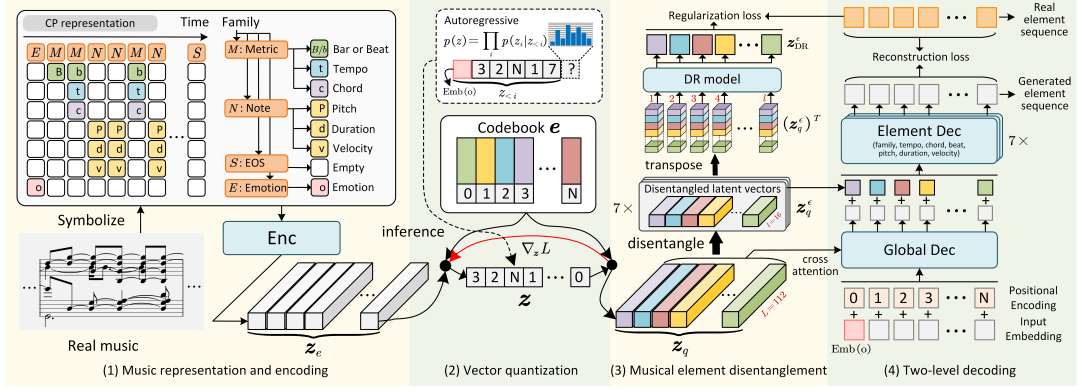 CP representation
Time
Family
E M M N N M N S
B b
t t
c c
P P P
d d d
v v v
o
...
M: Metric
N: Note
S: EOS
E: Emotion
B/b Bar or Beat
t Tempo
c Chord
P Pitch
d Duration
v Velocity
Empty
o Emotion
Symbolize
Enc
Real music
...
z_e
(1) Music representation and encoding
Autoregressive
p(z) = ∏_i p(z_i|z_{<i})
3 2 N 1 7 ?
Emb(o)
z_{<i}
Codebook e
...
0 1 2 3 N
inference
∇_z L
3 2 N 1 ... 0
z
(2) Vector quantization
Regularization loss
... z_DR^ϵ
DR model
1 2 3 4 l
... (z_q^ϵ)^T
transpose
Disentangled latent vectors
7×
...
l=16
z_q^ϵ
disentangle
...
L=112
z_q
(3) Musical element disentanglement
cross
attention
...
Real
element
sequence
Reconstruction loss
...
Generated
element
sequence
Element Dec
(family, tempo, chord, beat,
pitch, duration, velocity)
7×
...
+ + + + +
...
Global Dec
0 1 2 3 ... N
Positional
Encoding
+ + + + +
...
Input
Embedding
Emb(o)
(4) Two-level decoding